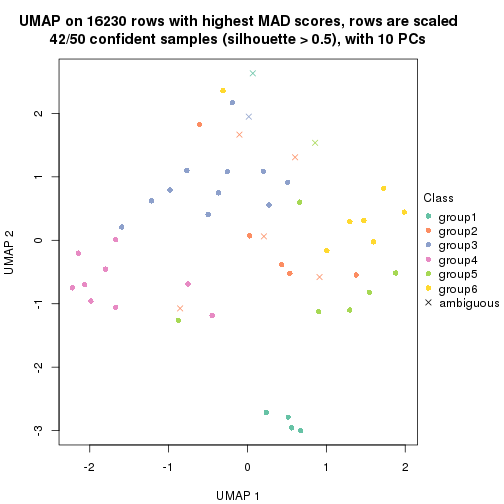 UMAP on 16230 rows with highest MAD scores, rows are scaled
42/50 confident samples (silhouette > 0.5), with 10 PCs
UMAP 2
2
1
0
-1
-2
-3
-2
-1
0
1
2
UMAP 1
Class
group1
group2
group3
group4
group5
group6
ambiguous